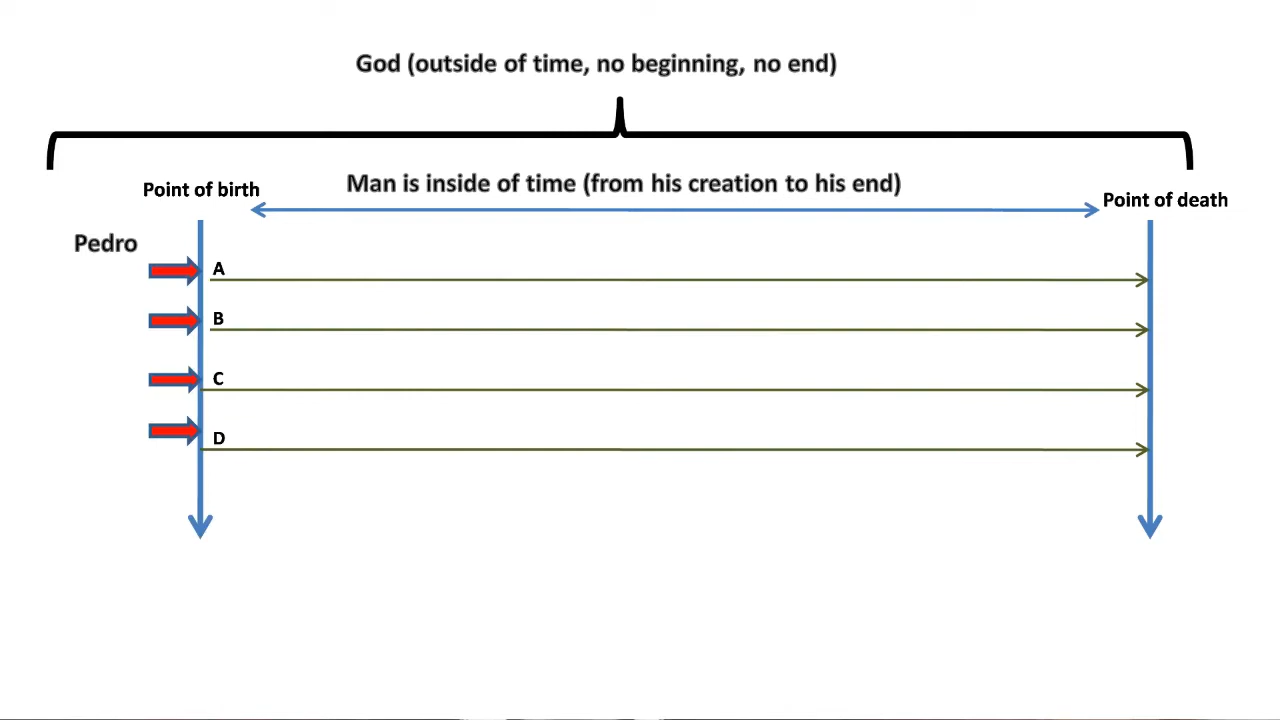 God (outside of time, no beginning, no end)
Man is inside of time (from his creation to his end)
Point of birth
Point of death
Pedro
A
B
C
D